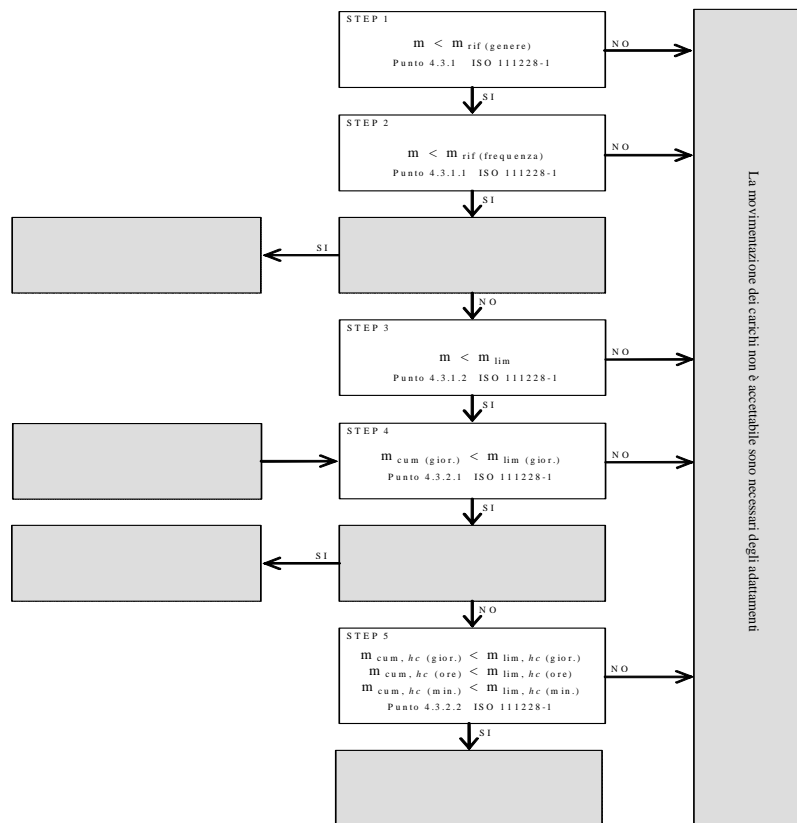 STEP 1
m < m rif (genere)
Punto 4.3.1 ISO 111228-1
NO
SI
STEP 2
m < m rif (frequenza)
Punto 4.3.1.1 ISO 111228-1
NO
SI
SI
NO
STEP 3
m < m lim
Punto 4.3.1.2 ISO 111228-1
NO
SI
STEP 4
m cum (gior.) < m lim (gior.)
Punto 4.3.2.1 ISO 111228-1
NO
SI
SI
NO
STEP 5
m cum, hc (gior.) < m lim, hc (gior.)
m cum, hc (ore) < m lim, hc (ore)
m cum, hc (min.) < m lim, hc (min.)
Punto 4.3.2.2 ISO 111228-1
NO
SI
La movimentazione dei carichi non è accettabile sono necessari degli adattamenti